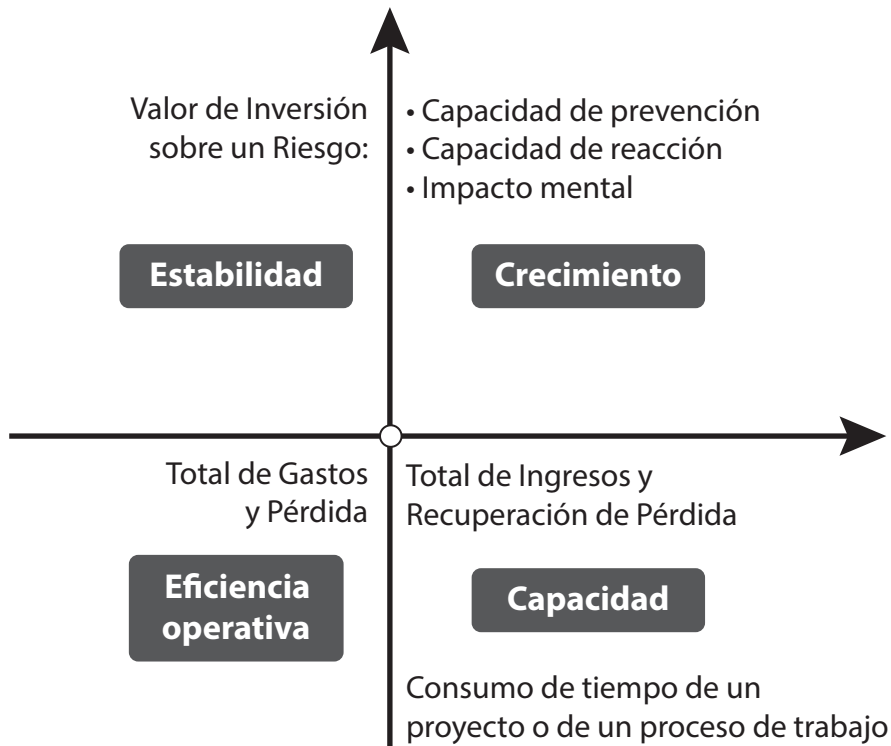 Valor de Inversión
sobre un Riesgo:
• Capacidad de prevención
• Capacidad de reacción
• Impacto mental
Estabilidad
Crecimiento
Total de Gastos
y Pérdida
Total de Ingresos y
Recuperación de Pérdida
Eficiencia
operativa
Capacidad
Consumo de tiempo de un
proyecto o de un proceso de trabajo